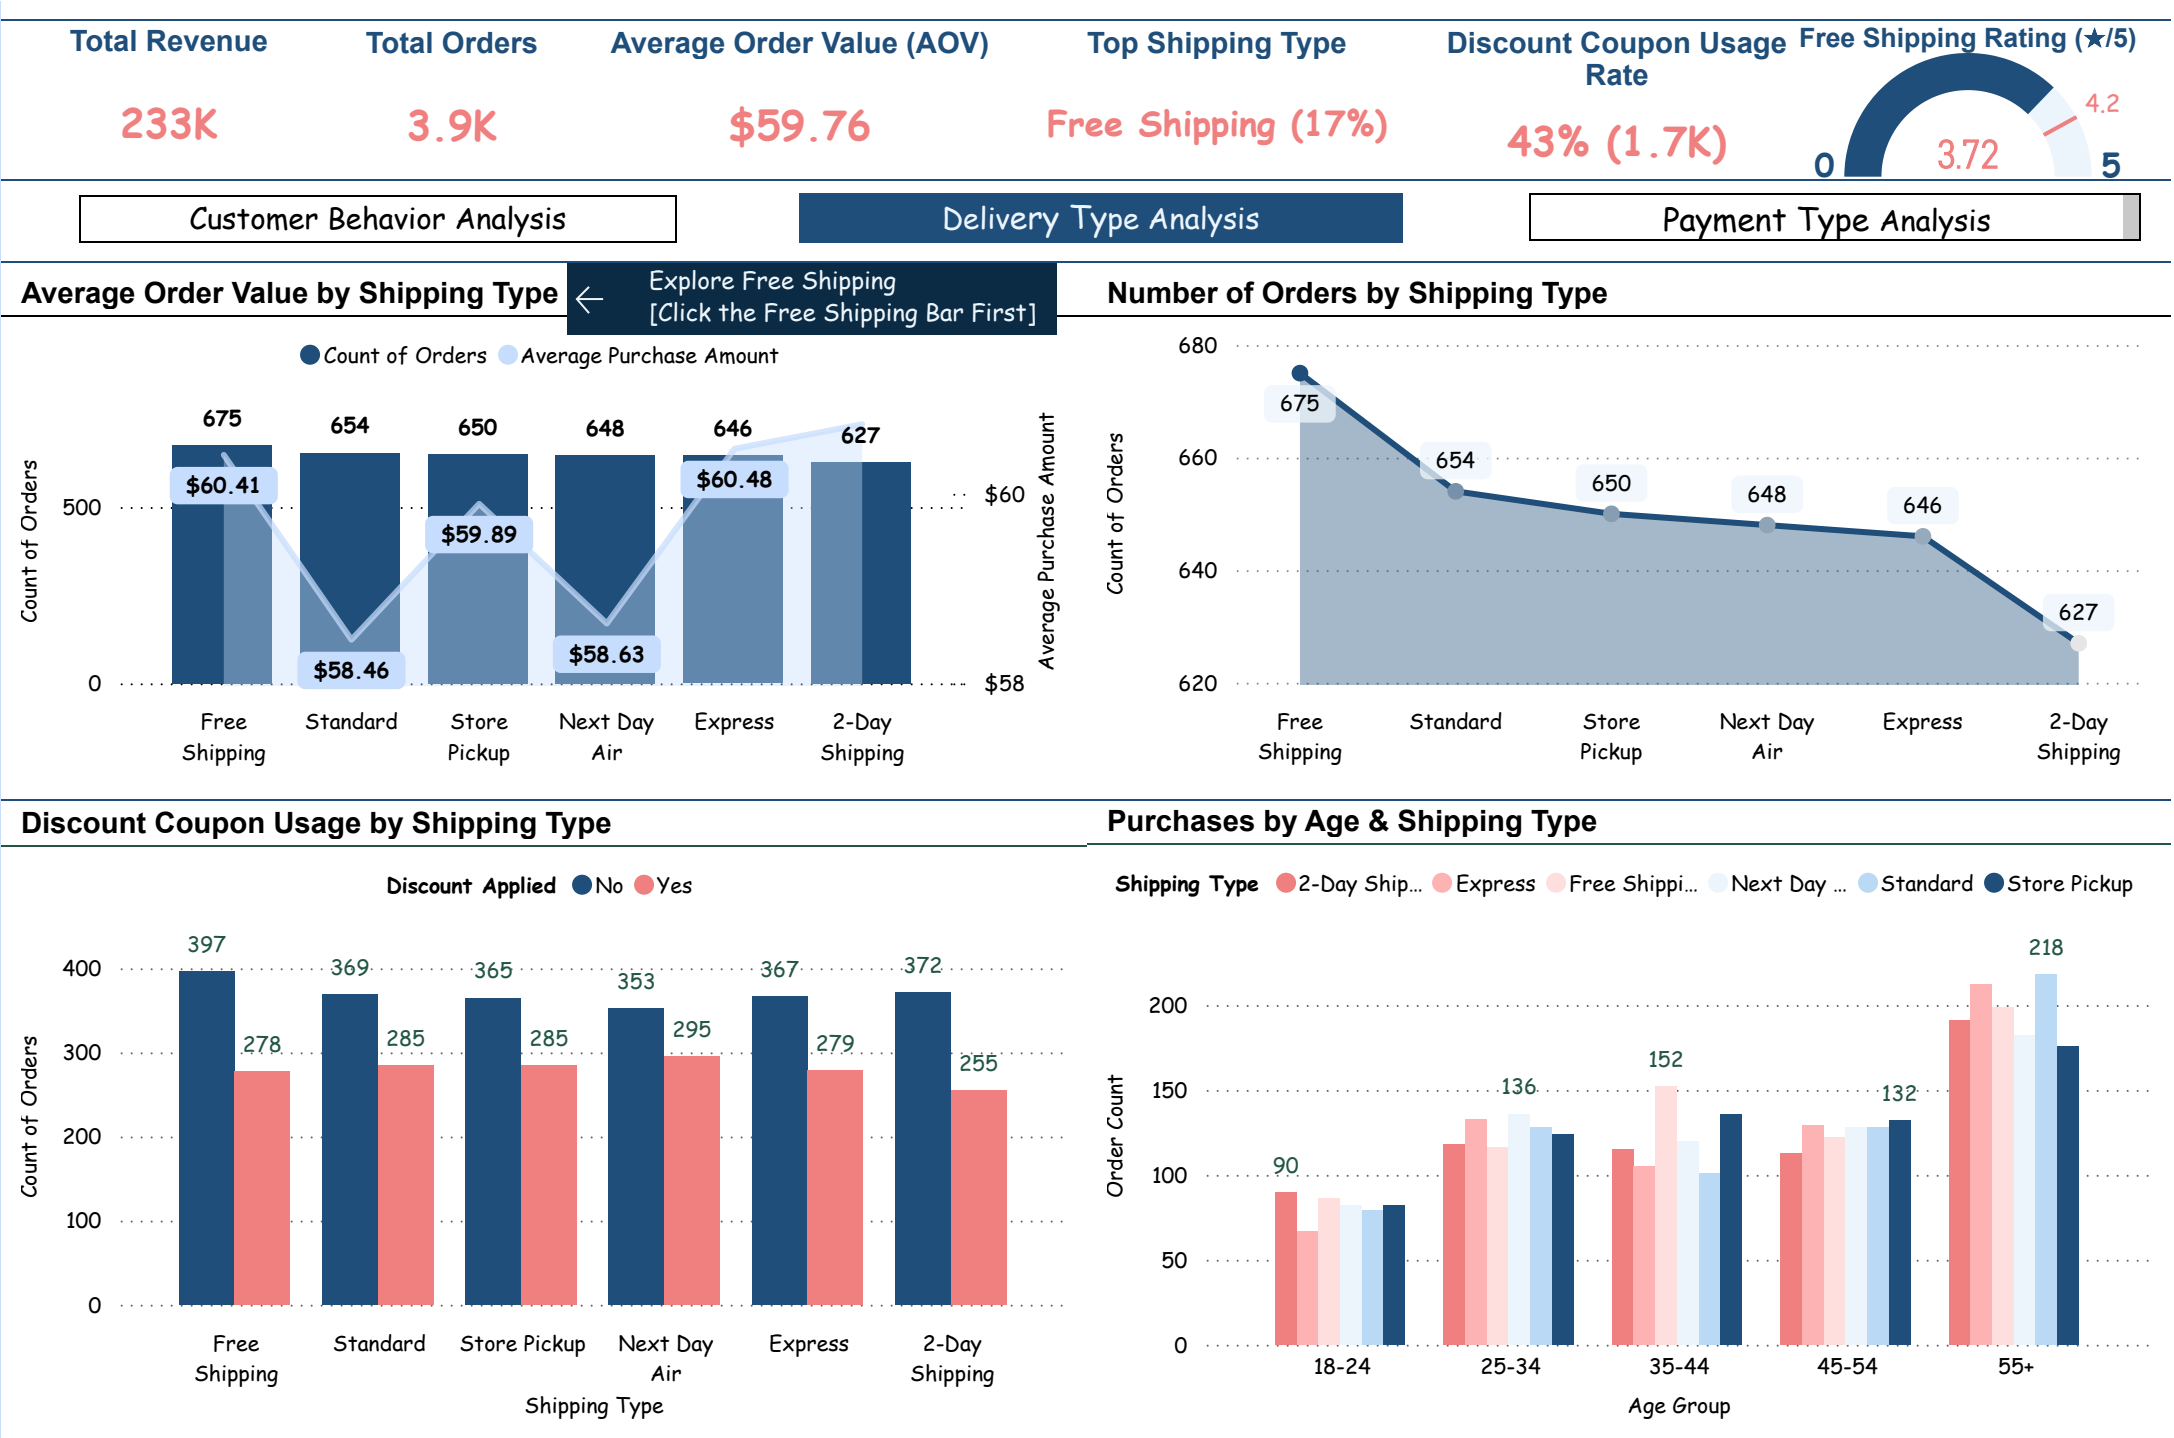 Total Revenue
233K
Total Orders
3.9K
Average Order Value (AOV)
$59.76
Top Shipping Type
Free Shipping (17%)
Discount Coupon Usage
Rate
43% (1.7K)
Free Shipping Rating (★/5)
4.2
3.72
0
5
Customer Behavior Analysis
Delivery Type Analysis
Payment Type Analysis
Average Order Value by Shipping Type
Explore Free Shipping
[Click the Free Shipping Bar First]
Count of Orders
Average Purchase Amount
675
654
650
648
646
627
$60.41
$58.46
$59.89
$58.63
$60.48
500
0
$60
$58
Count of Orders
Average Purchase Amount
Free
Shipping
Standard
Store
Pickup
Next Day
Air
Express
2-Day
Shipping
Number of Orders by Shipping Type
680
660
640
620
Count of Orders
675
654
650
648
646
627
Free
Shipping
Standard
Store
Pickup
Next Day
Air
Express
2-Day
Shipping
Discount Coupon Usage by Shipping Type
Discount Applied
No
Yes
400
300
200
100
0
Count of Orders
397
278
369
285
365
285
353
295
367
279
372
255
Free
Shipping
Standard
Store Pickup
Next Day
Air
Express
2-Day
Shipping
Shipping Type
Purchases by Age & Shipping Type
Shipping Type
2-Day Ship...
Express
Free Shippi...
Next Day ...
Standard
Store Pickup
200
150
100
50
0
Order Count
90
136
152
132
218
18-24
25-34
35-44
45-54
55+
Age Group